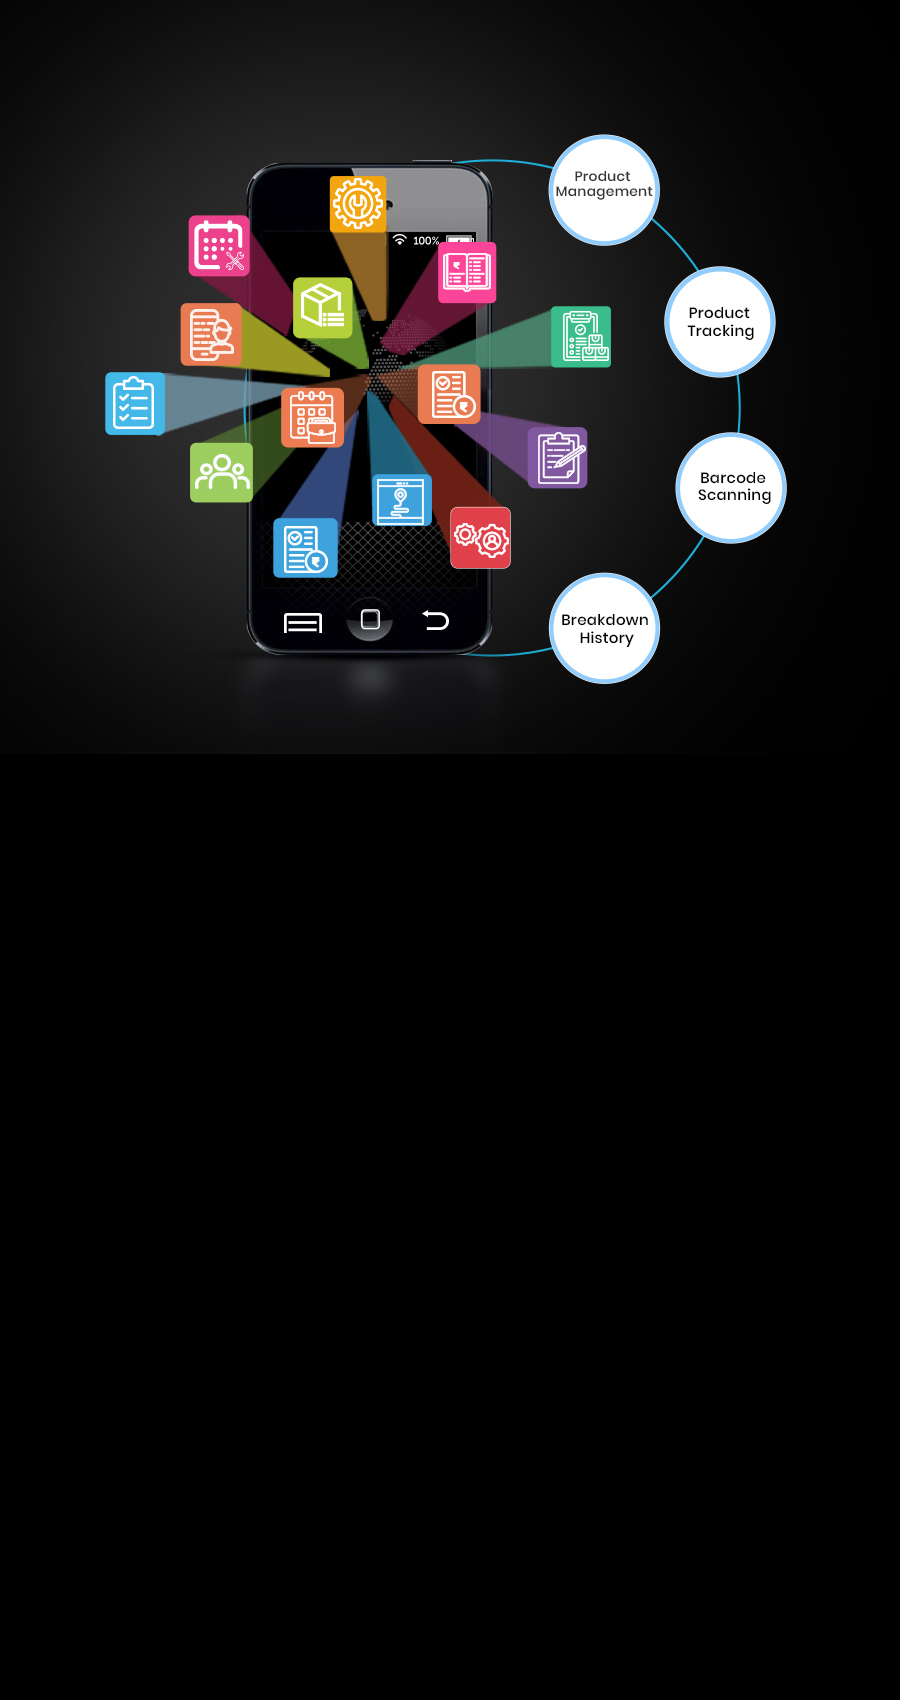 100%
Product
Management
Product
Tracking
Barcode
Scanning
Breakdown
History
₹
₹
₹